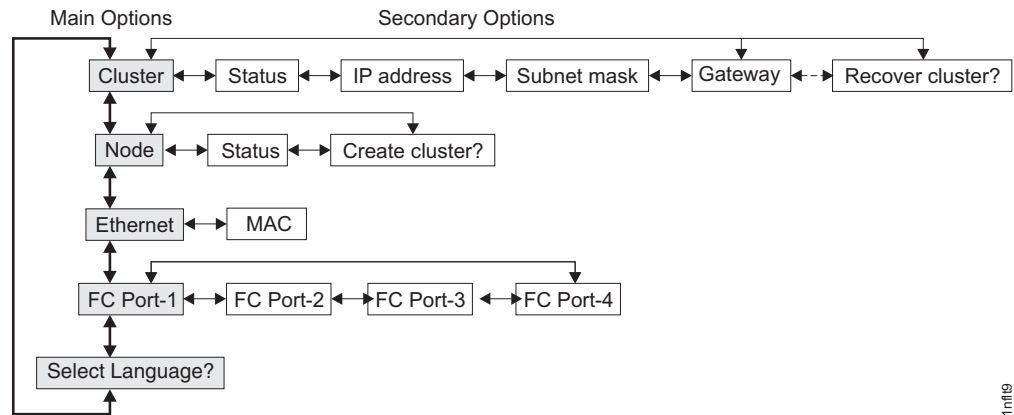 Main Options Secondary Options
Cluster Status IP address Subnet mask Gateway Recover cluster?
Node Status Create cluster?
Ethernet MAC
FC Port-1 FC Port-2 FC Port-3 FC Port-4
Select Language?
1nflt9